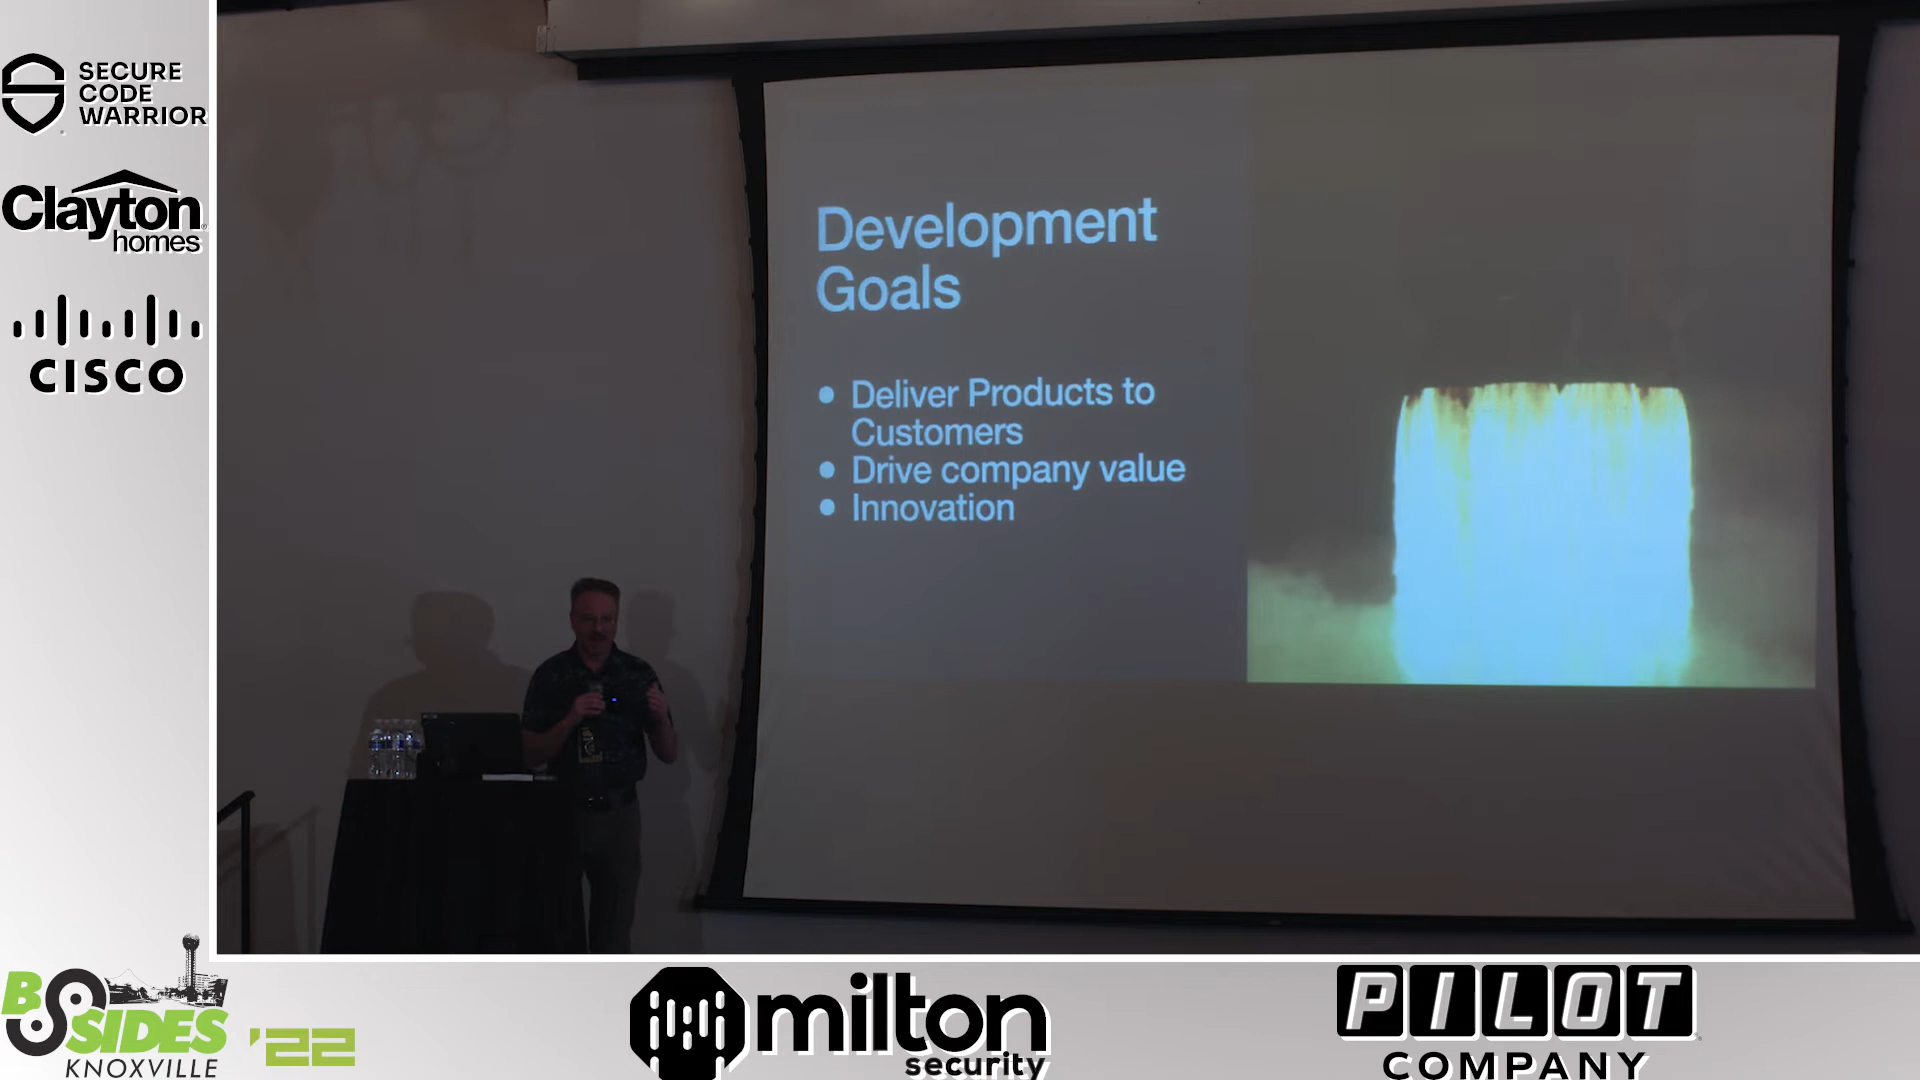 SECURE
CODE
WARRIOR
Clayton
homes
CISCO
Development
Goals
• Deliver Products to
Customers
• Drive company value
• Innovation
BSIDES
KNOXVILLE
'22
milton
security
PILOT
COMPANY